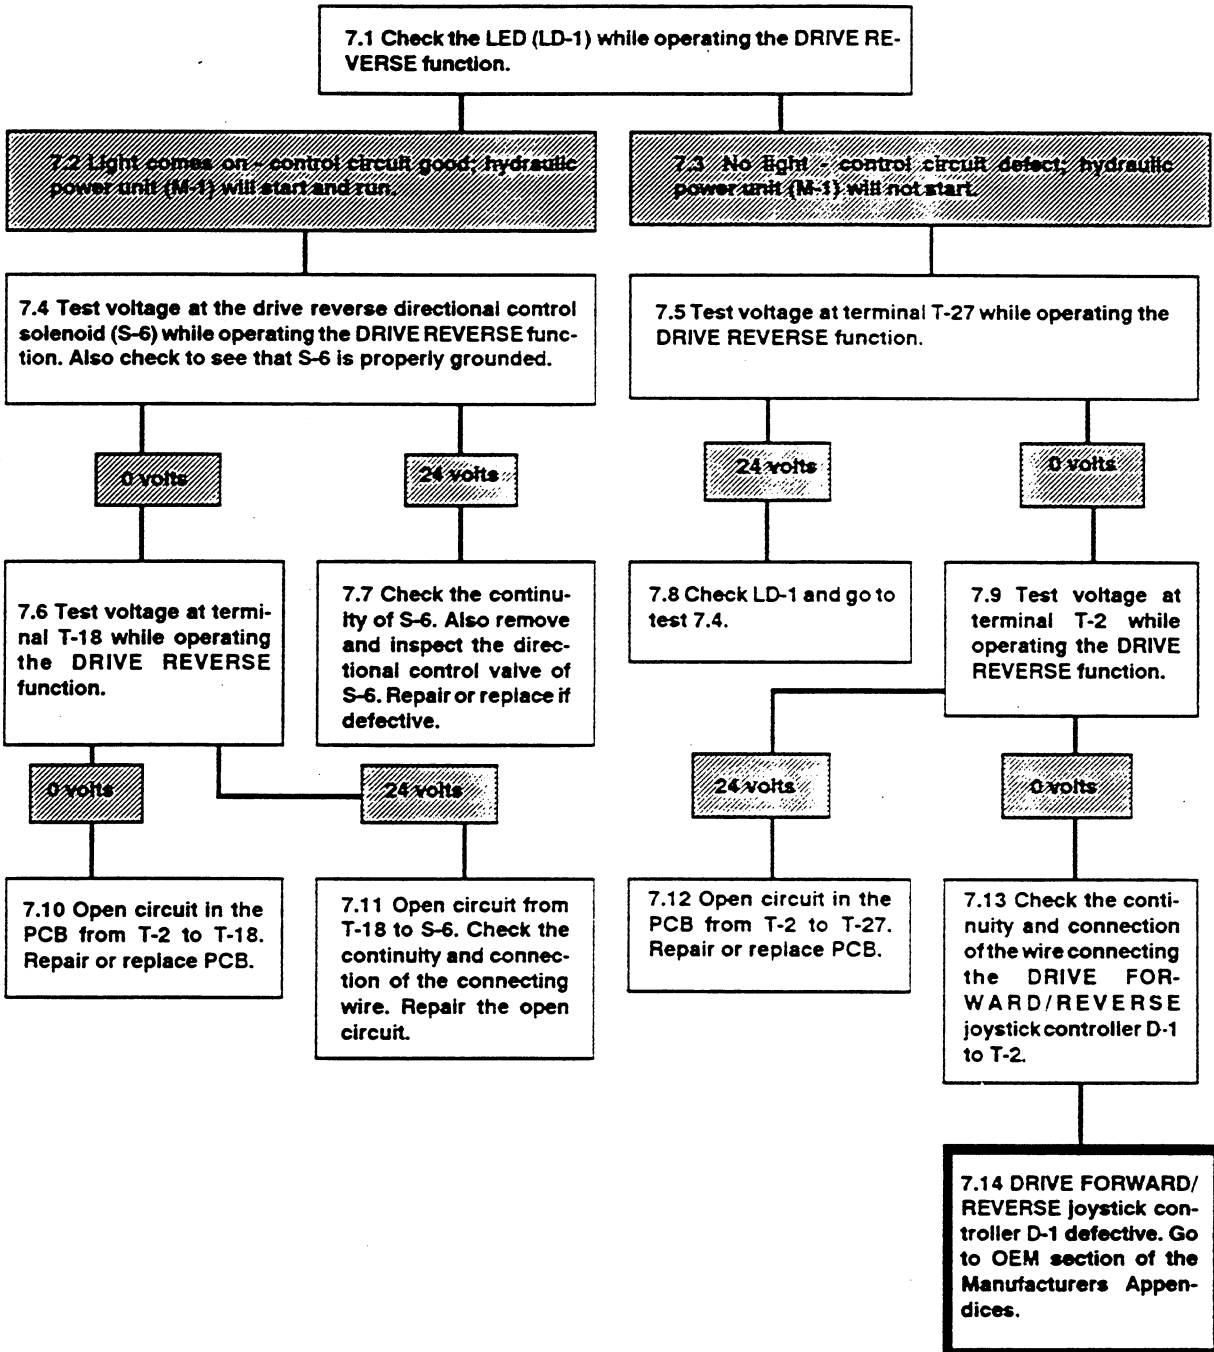 7.1 Check the LED (LD-1) while operating the DRIVE RE-
VERSE function.
7.2 Light comes on - control circuit good; hydraulic
power unit (M-1) will start and run.
7.3 No light - control circuit defect; hydraulic
power unit (M-1) will not start.
7.4 Test voltage at the drive reverse directional control
solenoid (S-6) while operating the DRIVE REVERSE func-
tion. Also check to see that S-6 is properly grounded.
7.5 Test voltage at terminal T-27 while operating the
DRIVE REVERSE function.
0 volts
24 volts
24 volts
0 volts
7.6 Test voltage at termi-
nal T-18 while operating
the DRIVE REVERSE
function.
7.7 Check the continu-
ity of S-6. Also remove
and inspect the direc-
tional control valve of
S-6. Repair or replace if
defective.
7.8 Check LD-1 and go to
test 7.4.
7.9 Test voltage at
terminal T-2 while
operating the DRIVE
REVERSE function.
0 volts
24 volts
24 volts
0 volts
7.10 Open circuit in the
PCB from T-2 to T-18.
Repair or replace PCB.
7.11 Open circuit from
T-18 to S-6. Check the
continuity and connec-
tion of the connecting
wire. Repair the open
circuit.
7.12 Open circuit in the
PCB from T-2 to T-27.
Repair or replace PCB.
7.13 Check the conti-
nuity and connection
of the wire connecting
the DRIVE FOR-
WARD/REVERSE
joystick controller D-1
to T-2.
7.14 DRIVE FORWARD/
REVERSE joystick con-
troller D-1 defective. Go
to OEM section of the
Manufacturers Appen-
dices.